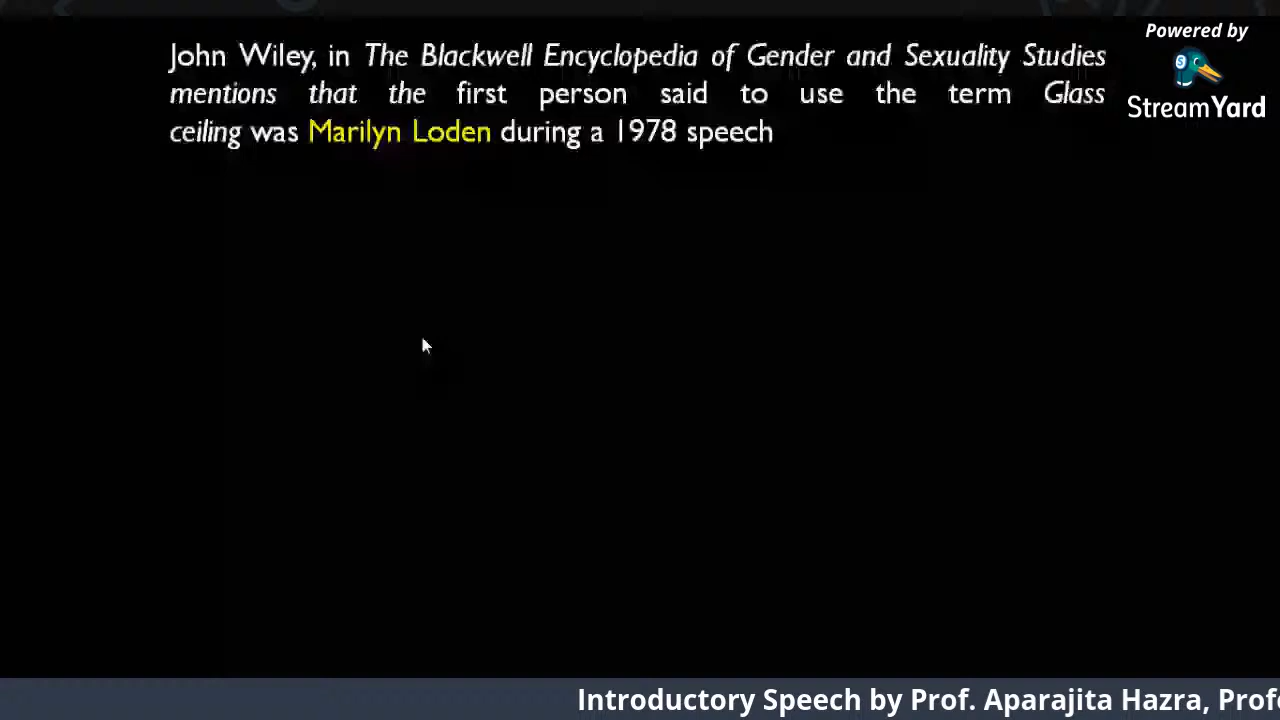 Powered by
StreamYard
John Wiley, in The Blackwell Encyclopedia of Gender and Sexuality Studies
mentions that the first person said to use the term Glass
ceiling was Marilyn Loden during a 1978 speech
Introductory Speech by Prof. Aparajita Hazra, Prof